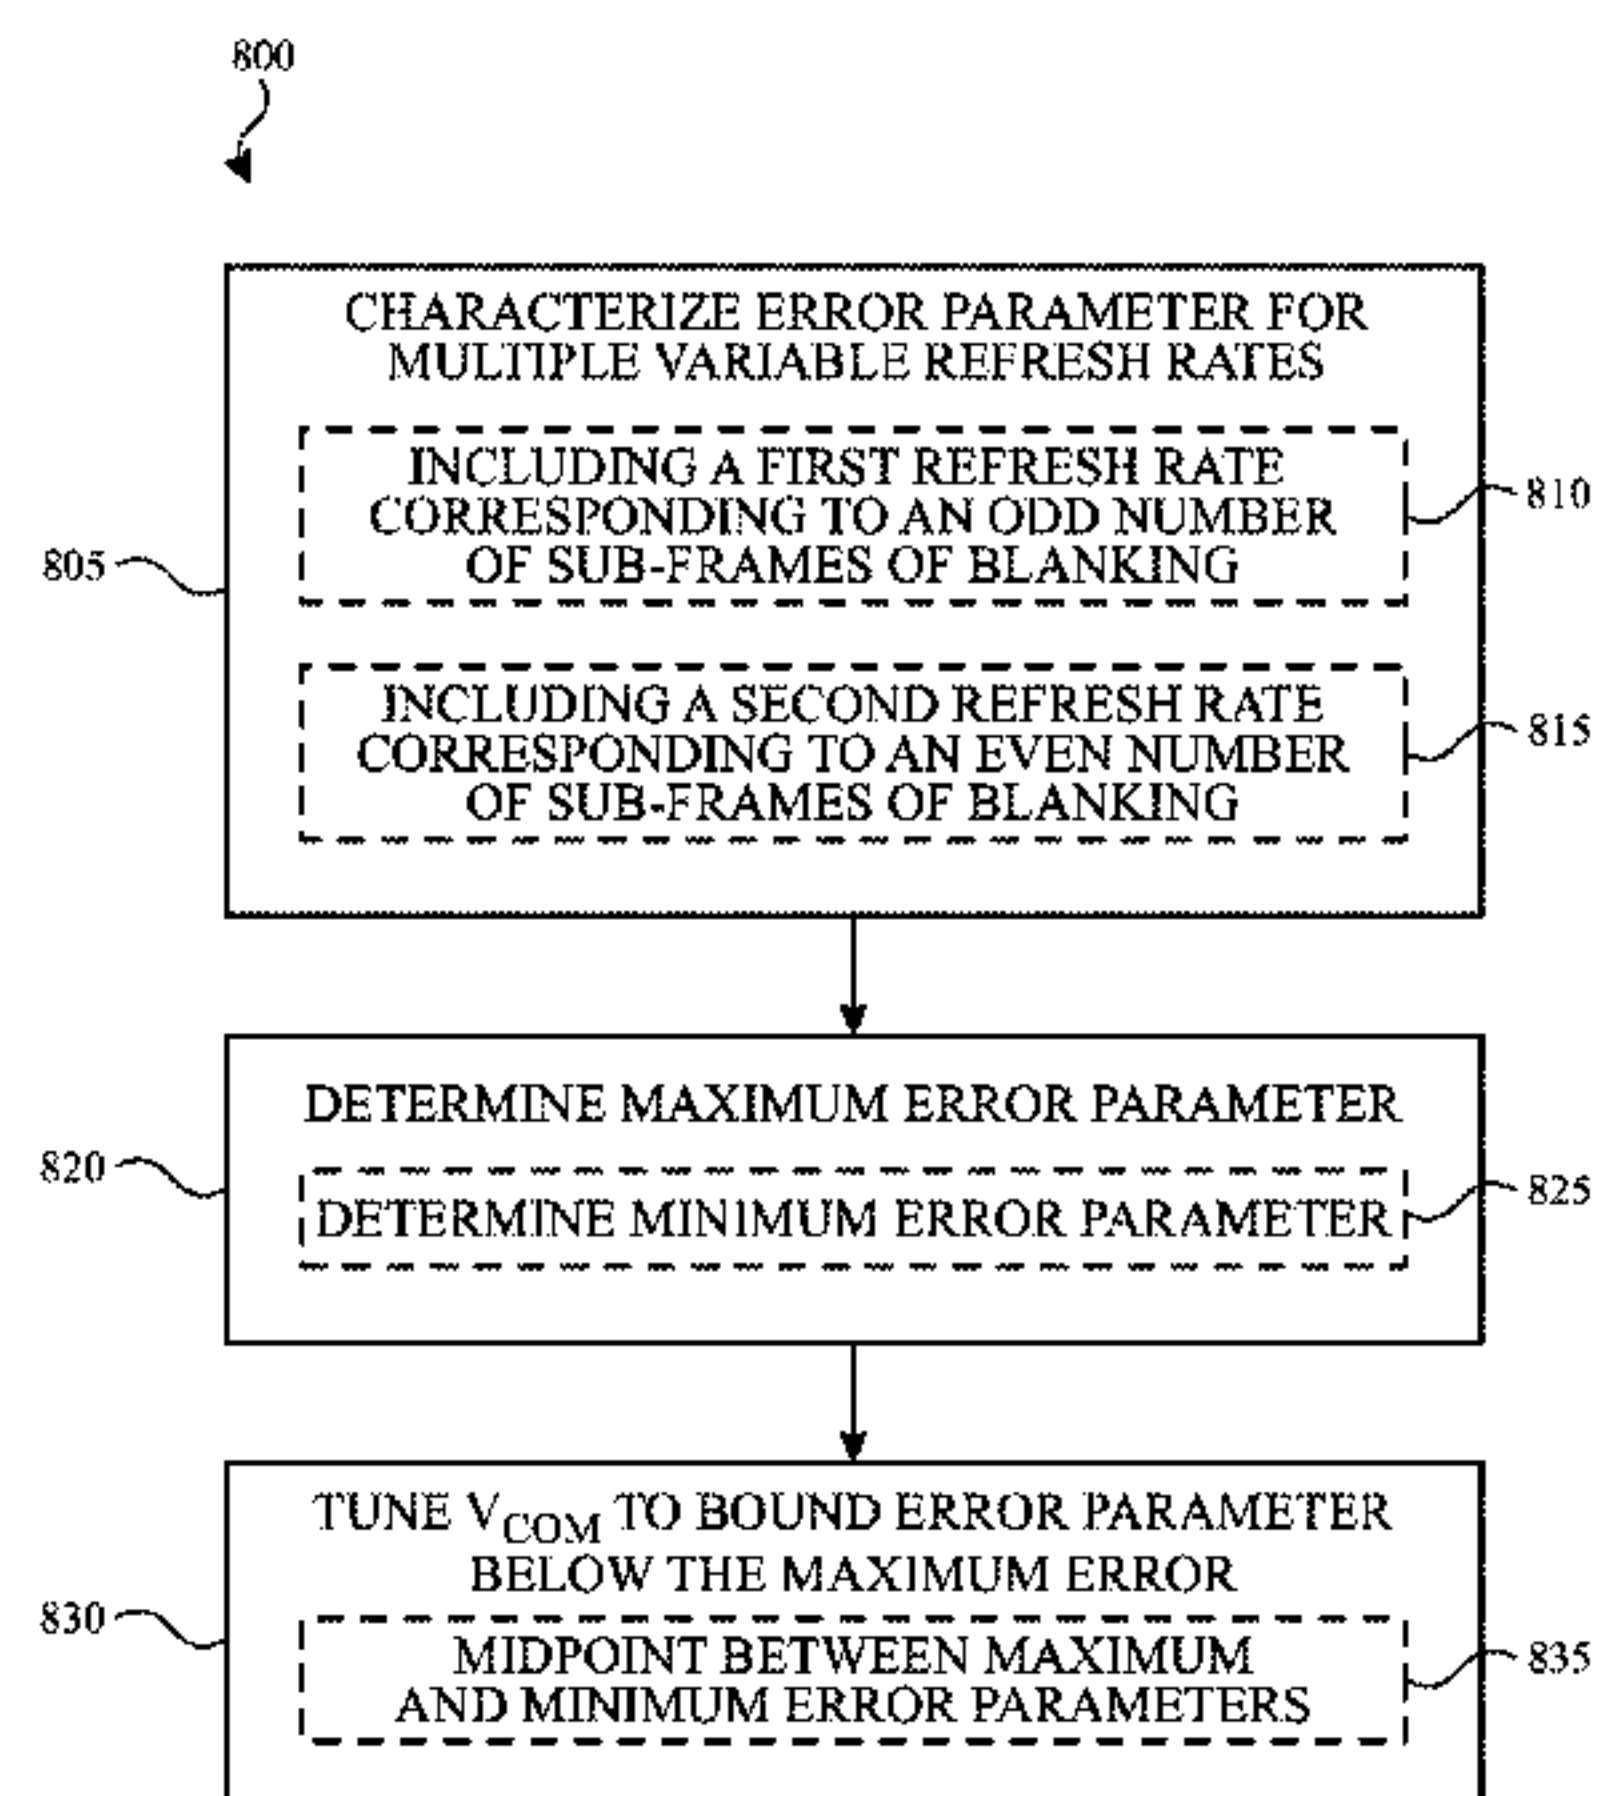 800
CHARACTERIZE ERROR PARAMETER FOR
MULTIPLE VARIABLE REFRESH RATES
INCLUDING A FIRST REFRESH RATE
CORRESPONDING TO AN ODD NUMBER
OF SUB-FRAMES OF BLANKING
810
805
INCLUDING A SECOND REFRESH RATE
CORRESPONDING TO AN EVEN NUMBER
OF SUB-FRAMES OF BLANKING
815
DETERMINE MAXIMUM ERROR PARAMETER
820
DETERMINE MINIMUM ERROR PARAMETER
825
TUNE VCOM TO BOUND ERROR PARAMETER
BELOW THE MAXIMUM ERROR
830
MIDPOINT BETWEEN MAXIMUM
AND MINIMUM ERROR PARAMETERS
835